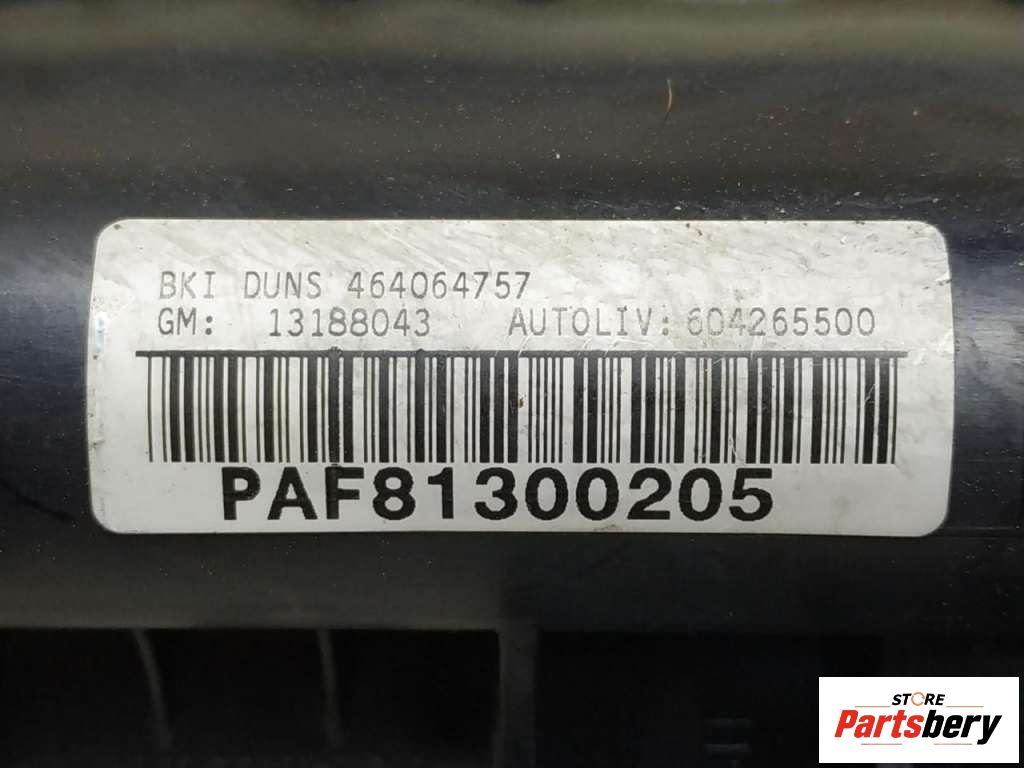 BKI DUNS 464064757
GM: 13188043 AUTOLIV: 604265500
PAF81300205
STORE
Partsbery